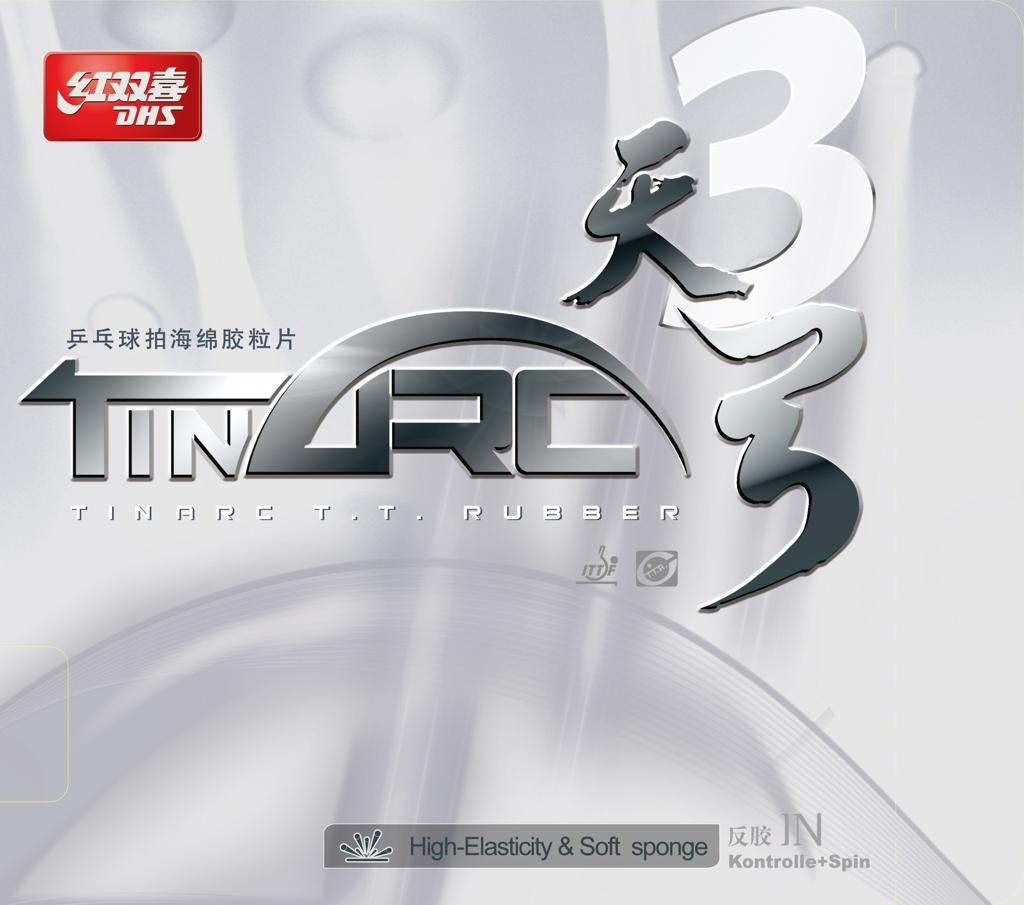 红双喜
DHS
3
天弓
乒乓球拍海绵胶粒片
TINARC
TINARC T.T. RUBBER
ITTF
T.T.A.A.
High-Elasticity & Soft sponge
反胶 IN
Kontrolle+Spin